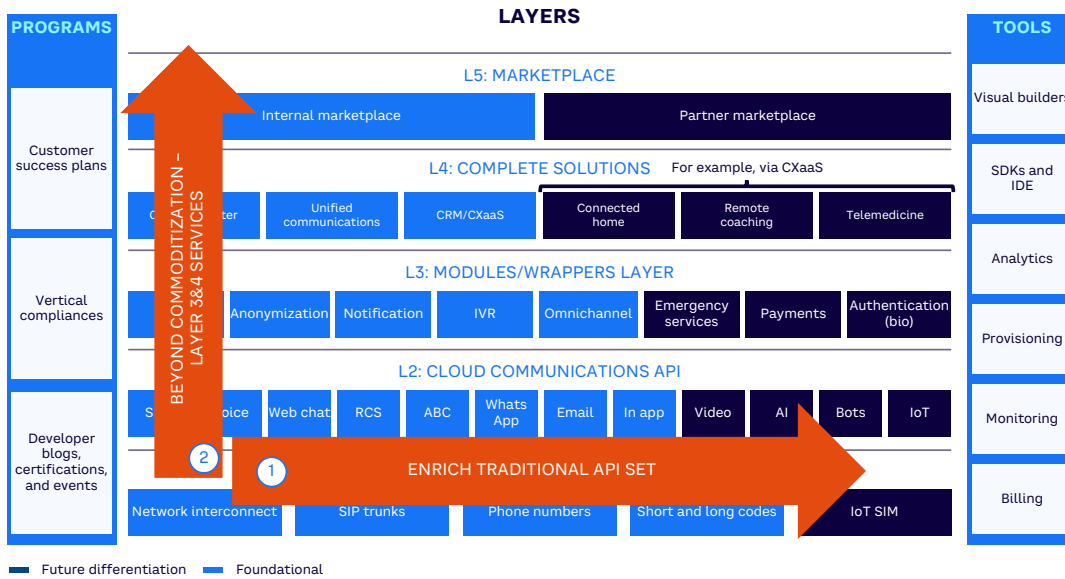 LAYERS
PROGRAMS
Customer
success plans
Vertical
compliances
Developer
blogs,
certifications,
and events
L5: MARKETPLACE
Internal marketplace
Partner marketplace
L4: COMPLETE SOLUTIONS
For example, via CXaaS
Unified
communications
CRM/CXaaS
Connected
home
Remote
coaching
Telemedicine
L3: MODULES/WRAPPERS LAYER
Anonymization
Notification
IVR
Omnichannel
Emergency
services
Payments
Authentication
(bio)
L2: CLOUD COMMUNICATIONS API
Web chat
RCS
ABC
Whats
App
Email
In app
Video
AI
Bots
IoT
BEYOND COMMODITIZATION –
LAYER 3&4 SERVICES
2
1
ENRICH TRADITIONAL API SET
Network interconnect
SIP trunks
Phone numbers
Short and long codes
IoT SIM
TOOLS
Visual builders
SDKs and
IDE
Analytics
Provisioning
Monitoring
Billing
Future differentiation
Foundational